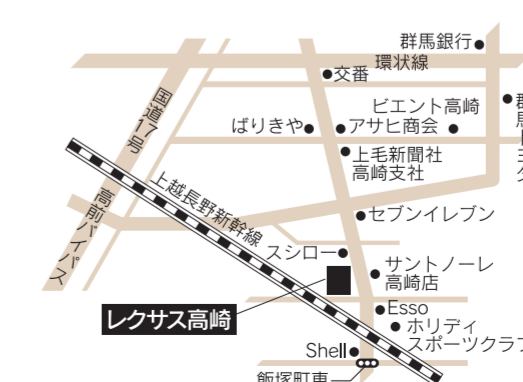 群馬銀行
環状線
交番
国道17号
ビエント高崎
ばりきや
アサヒ商会
上毛新聞社
高崎支社
上越長野新幹線
高前バイパス
セブンイレブン
スシロー
サントノーレ
高崎店
レクサス高崎
Esso
ホリデイ
スポーツクラブ
Shell
飯塚町東